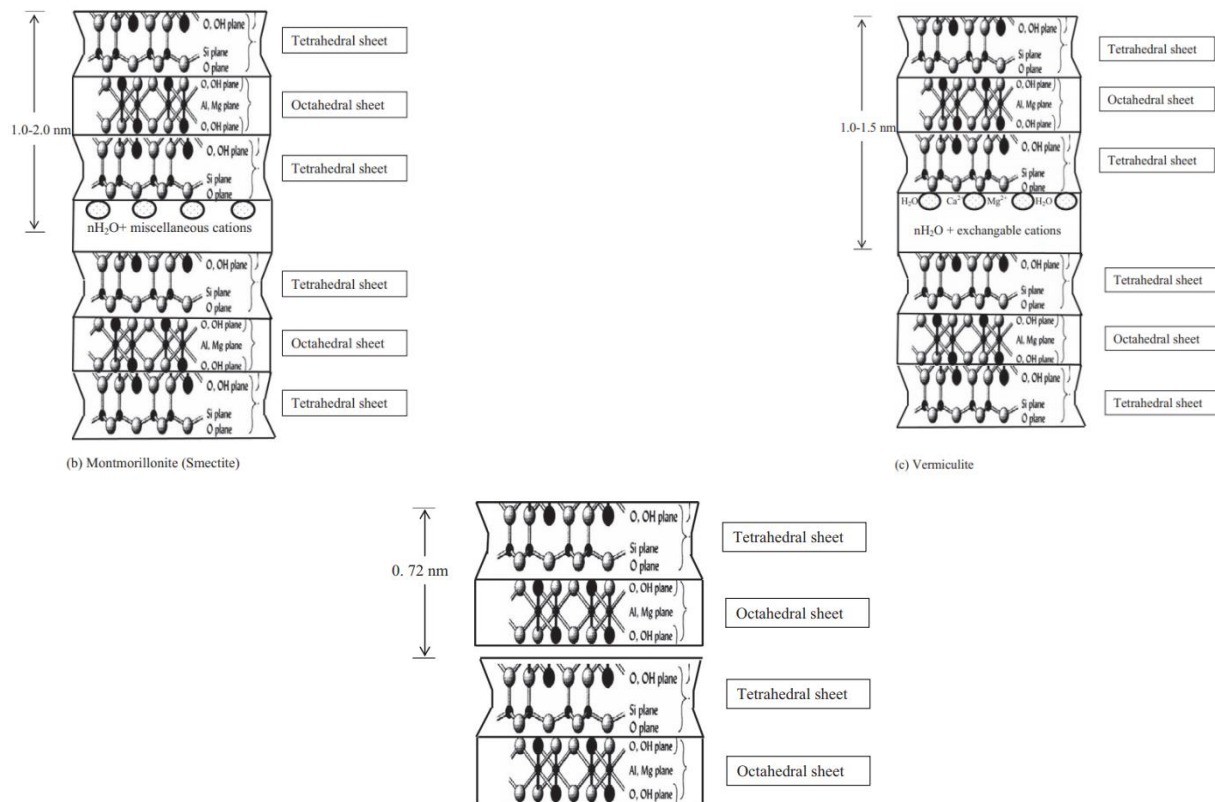 O, OH plane
Si plane
O plane
Tetrahedral sheet
O, OH plane
Al, Mg plane
O, OH plane
Octahedral sheet
1.0-2.0 nm
O, OH plane
Si plane
O plane
Tetrahedral sheet
nH2O+ miscellaneous cations
O, OH plane
Si plane
O plane
Tetrahedral sheet
O, OH plane
Al, Mg plane
O, OH plane
Octahedral sheet
O, OH plane
Si plane
O plane
Tetrahedral sheet
(b) Montmorillonite (Smectite)
O, OH plane
Si plane
O plane
Tetrahedral sheet
O, OH plane
Al, Mg plane
O, OH plane
Octahedral sheet
1.0-1.5 nm
O, OH plane
Si plane
O plane
Tetrahedral sheet
H2O Ca2+ Mg2+ H2O
nH2O + exchangable cations
O, OH plane
Si plane
O plane
Tetrahedral sheet
O, OH plane
Al, Mg plane
O, OH plane
Octahedral sheet
O, OH plane
Si plane
O plane
Tetrahedral sheet
(c) Vermiculite
O, OH plane
Si plane
O plane
Tetrahedral sheet
0. 72 nm
O, OH plane
Al, Mg plane
O, OH plane
Octahedral sheet
O, OH plane
Si plane
O plane
Tetrahedral sheet
O, OH plane
Al, Mg plane
O, OH plane
Octahedral sheet